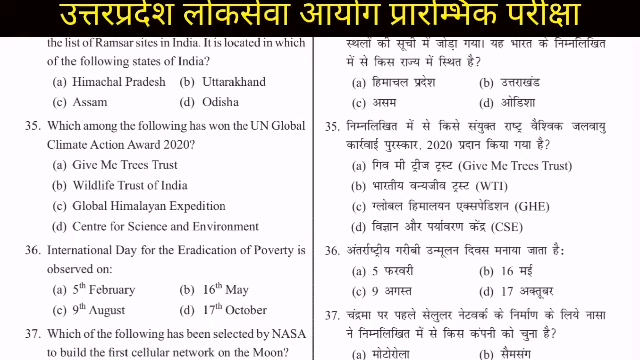 उत्तरप्रदेश लोकसेवा आयोग प्रारम्भिक परीक्षा
the list of Ramsar sites in India. It is located in which
of the following states of India?
(a) Himachal Pradesh (b) Uttarakhand
(c) Assam (d) Odisha
35. Which among the following has won the UN Global
Climate Action Award 2020?
(a) Give Me Trees Trust
(b) Wildlife Trust of India
(c) Global Himalayan Expedition
(d) Centre for Science and Environment
36. International Day for the Eradication of Poverty is
observed on:
(a) 5th February (b) 16th May
(c) 9th August (d) 17th October
37. Which of the following has been selected by NASA
to build the first cellular network on the Moon?
स्थलों की सूची में जोड़ा गया। यह भारत के निम्नलिखित
में से किस राज्य में स्थित है?
(a) हिमाचल प्रदेश (b) उत्तराखंड
(c) असम (d) ओडिशा
35. निम्नलिखित में से किसे संयुक्त राष्ट्र वैश्विक जलवायु
कार्रवाई पुरस्कार, 2020 प्रदान किया गया है?
(a) गिव मी ट्रीज ट्रस्ट (Give Me Trees Trust)
(b) भारतीय वन्यजीव ट्रस्ट (WTI)
(c) ग्लोबल हिमालयन एक्सपेडिशन (GHE)
(d) विज्ञान और पर्यावरण केंद्र (CSE)
36. अंतर्राष्ट्रीय गरीबी उन्मूलन दिवस मनाया जाता है:
(a) 5 फरवरी (b) 16 मई
(c) 9 अगस्त (d) 17 अक्तूबर
37. चंद्रमा पर पहले सेलुलर नेटवर्क के निर्माण के लिये नासा
ने निम्नलिखित में से किस कंपनी को चुना है?
(a) मोटोरोला (b) सैमसंग